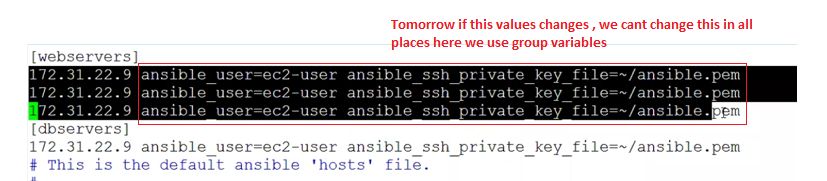 Tomorrow if this values changes , we cant change this in all
places here we use group variables
[webservers]
172.31.22.9 ansible_user=ec2-user ansible_ssh_private_key_file=~/ansible.pem
172.31.22.9 ansible_user=ec2-user ansible_ssh_private_key_file=~/ansible.pem
172.31.22.9 ansible_user=ec2-user ansible_ssh_private_key_file=~/ansible.pem
[dbservers]
172.31.22.9 ansible_user=ec2-user ansible_ssh_private_key_file=~/ansible.pem
# This is the default ansible 'hosts' file.
#